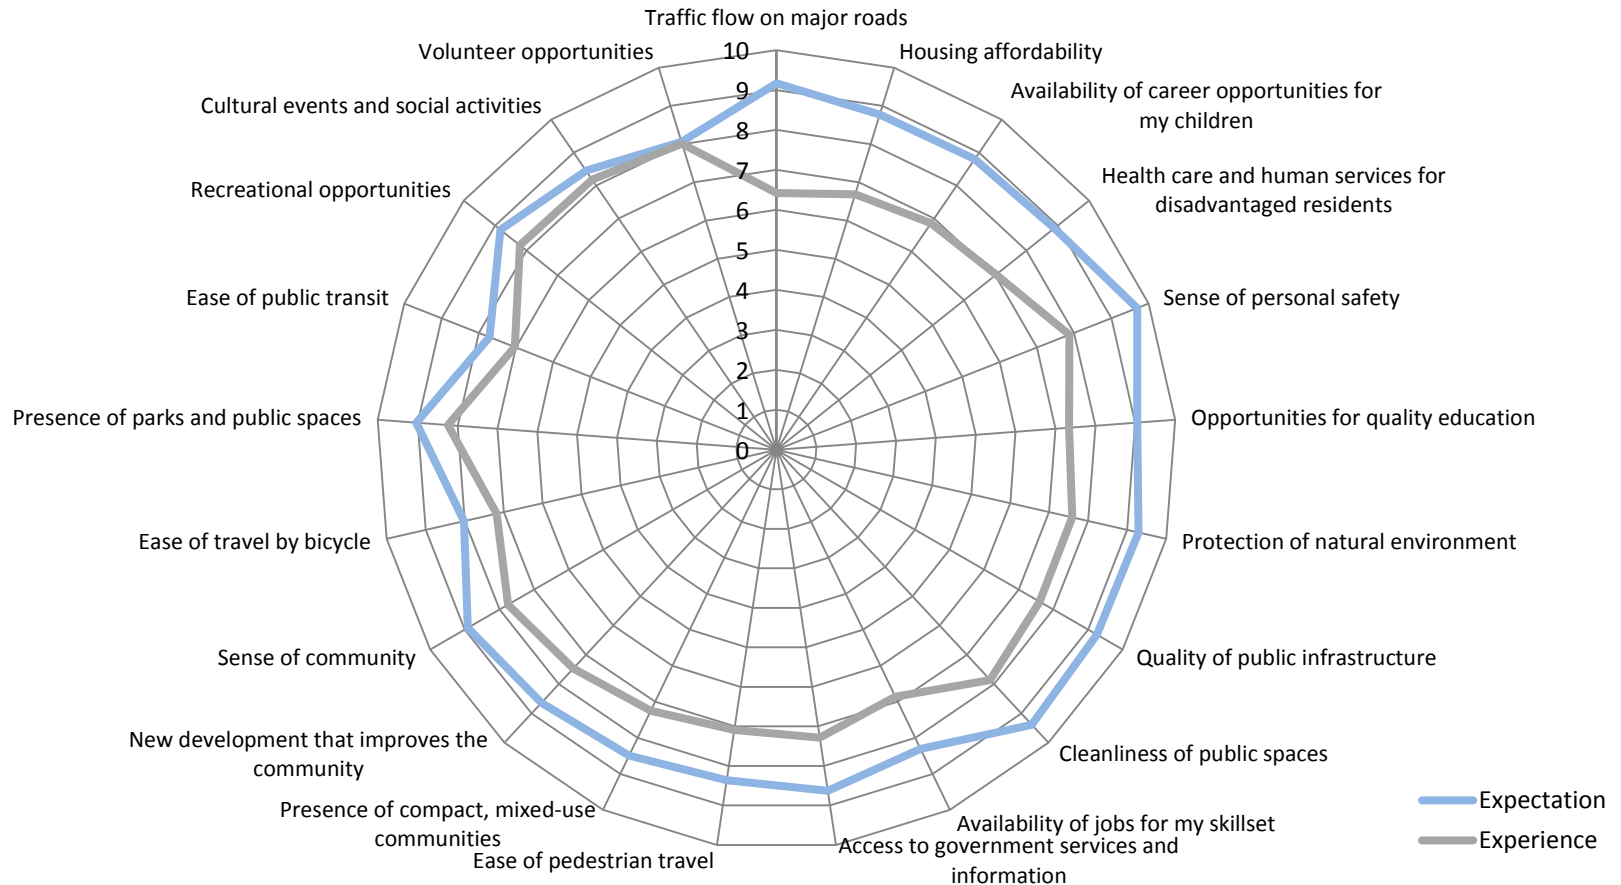 Traffic flow on major roads
Housing affordability
Availability of career opportunities for
my children
Health care and human services for
disadvantaged residents
Sense of personal safety
Opportunities for quality education
Protection of natural environment
Quality of public infrastructure
Cleanliness of public spaces
Availability of jobs for my skillset
Access to government services and
information
Ease of pedestrian travel
Presence of compact, mixed-use
communities
New development that improves the
community
Sense of community
Ease of travel by bicycle
Presence of parks and public spaces
Ease of public transit
Recreational opportunities
Cultural events and social activities
Volunteer opportunities
10
9
8
7
6
5
4
3
2
1
0
Expectation
Experience